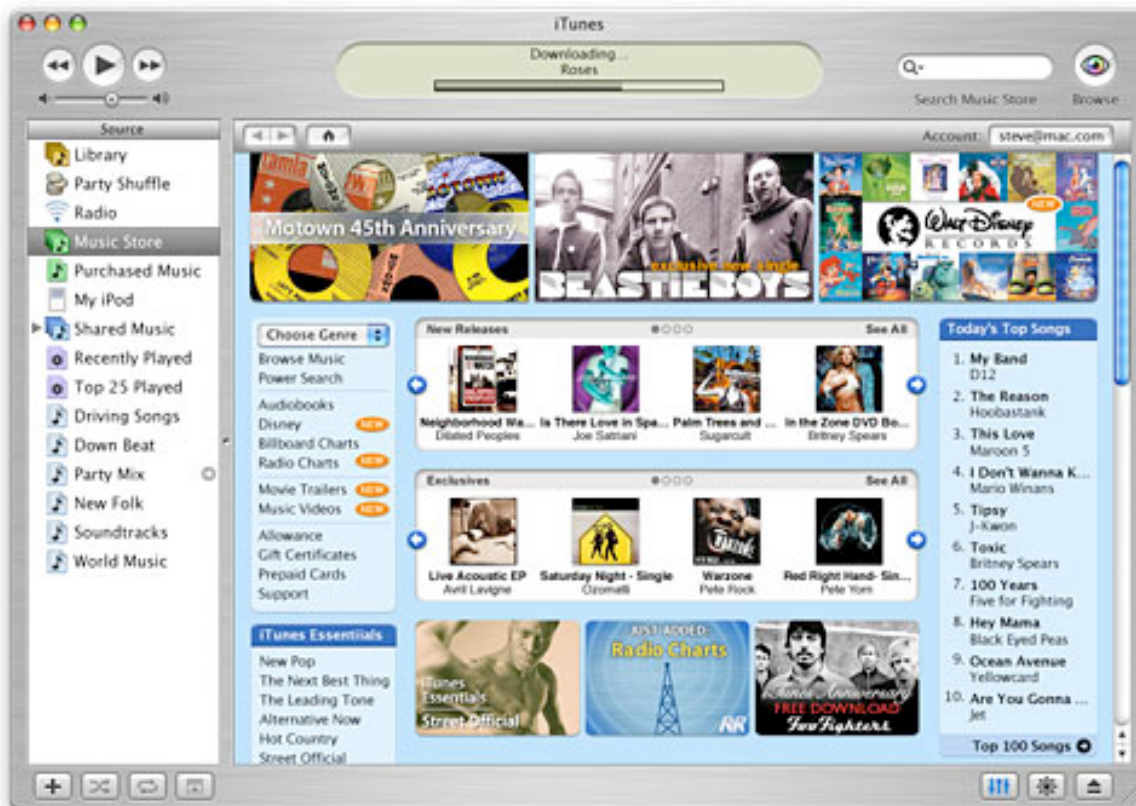 iTunes
Downloading...
Roses
Search Music Store
Browse
Source
Library
Party Shuffle
Radio
Music Store
Purchased Music
My iPod
Shared Music
Recently Played
Top 25 Played
Driving Songs
Down Beat
Party Mix
New Folk
Soundtracks
World Music
Account: steve@mac.com
Motown 45th Anniversary
exclusive new single
BEASTIEBOYS
NEW
WALT DISNEY
RECORDS
Choose Genre
Browse Music
Power Search
Audiobooks
Disney NEW
Billboard Charts
Radio Charts NEW
Movie Trailers NEW
Music Videos NEW
Allowance
Gift Certificates
Prepaid Cards
Support
iTunes Essentiials
New Pop
The Next Best Thing
The Leading Tone
Alternative Now
Hot Country
Street Official
New Releases See All
Neighborhood Wa... Is There Love in Spa... Palm Trees and ... In the Zone DVD Bo...
Dilated Peoples Joe Satriani Sugarcult Britney Spears
Exclusives See All
Live Acoustic EP Saturday Night - Single Warzone Red Right Hand- Sin...
Avril Lavigne Ozomatli Pete Rock Pete Yorn
iTunes
Essentials
Street Official
JUST ADDED:
Radio Charts
iTunes Anniversary
FREE DOWNLOAD
Foo Fighters
Today's Top Songs
1. My Band
D12
2. The Reason
Hoobastank
3. This Love
Maroon 5
4. I Don't Wanna K...
Mario Winans
5. Tipsy
J-Kwon
6. Toxic
Britney Spears
7. 100 Years
Five for Fighting
8. Hey Mama
Black Eyed Peas
9. Ocean Avenue
Yellowcard
10. Are You Gonna ...
Jet
Top 100 Songs